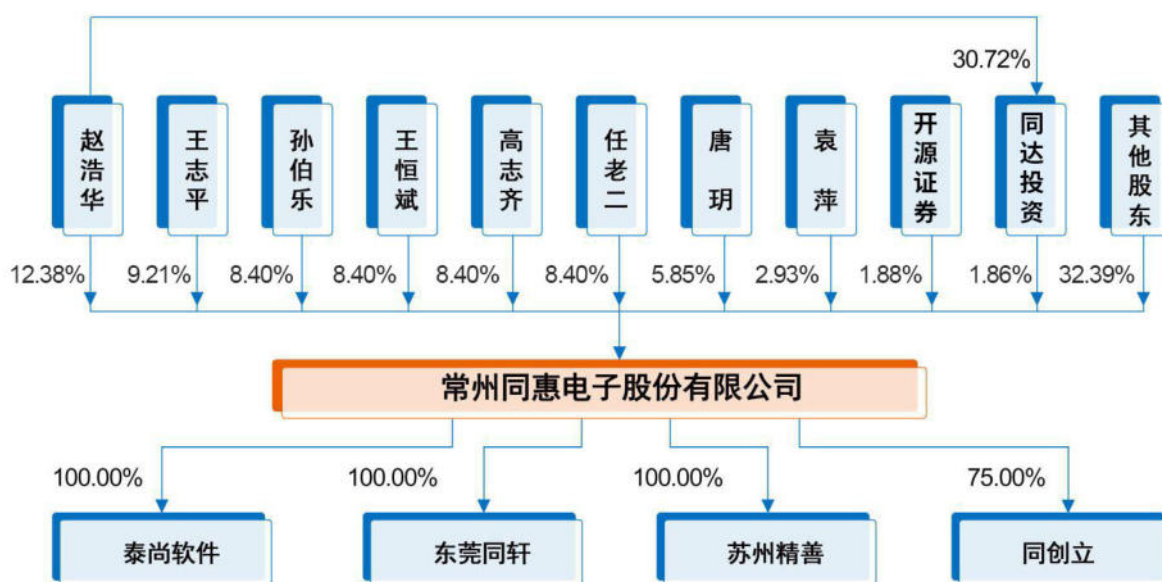 30.72%
赵浩华
王志平
孙伯乐
王恒斌
高志齐
任老二
唐玥
袁萍
开源证券
同达投资
其他股东
12.38%
9.21%
8.40%
8.40%
8.40%
8.40%
5.85%
2.93%
1.88%
1.86%
32.39%
常州同惠电子股份有限公司
100.00%
100.00%
100.00%
75.00%
泰尚软件
东莞同轩
苏州精善
同创立